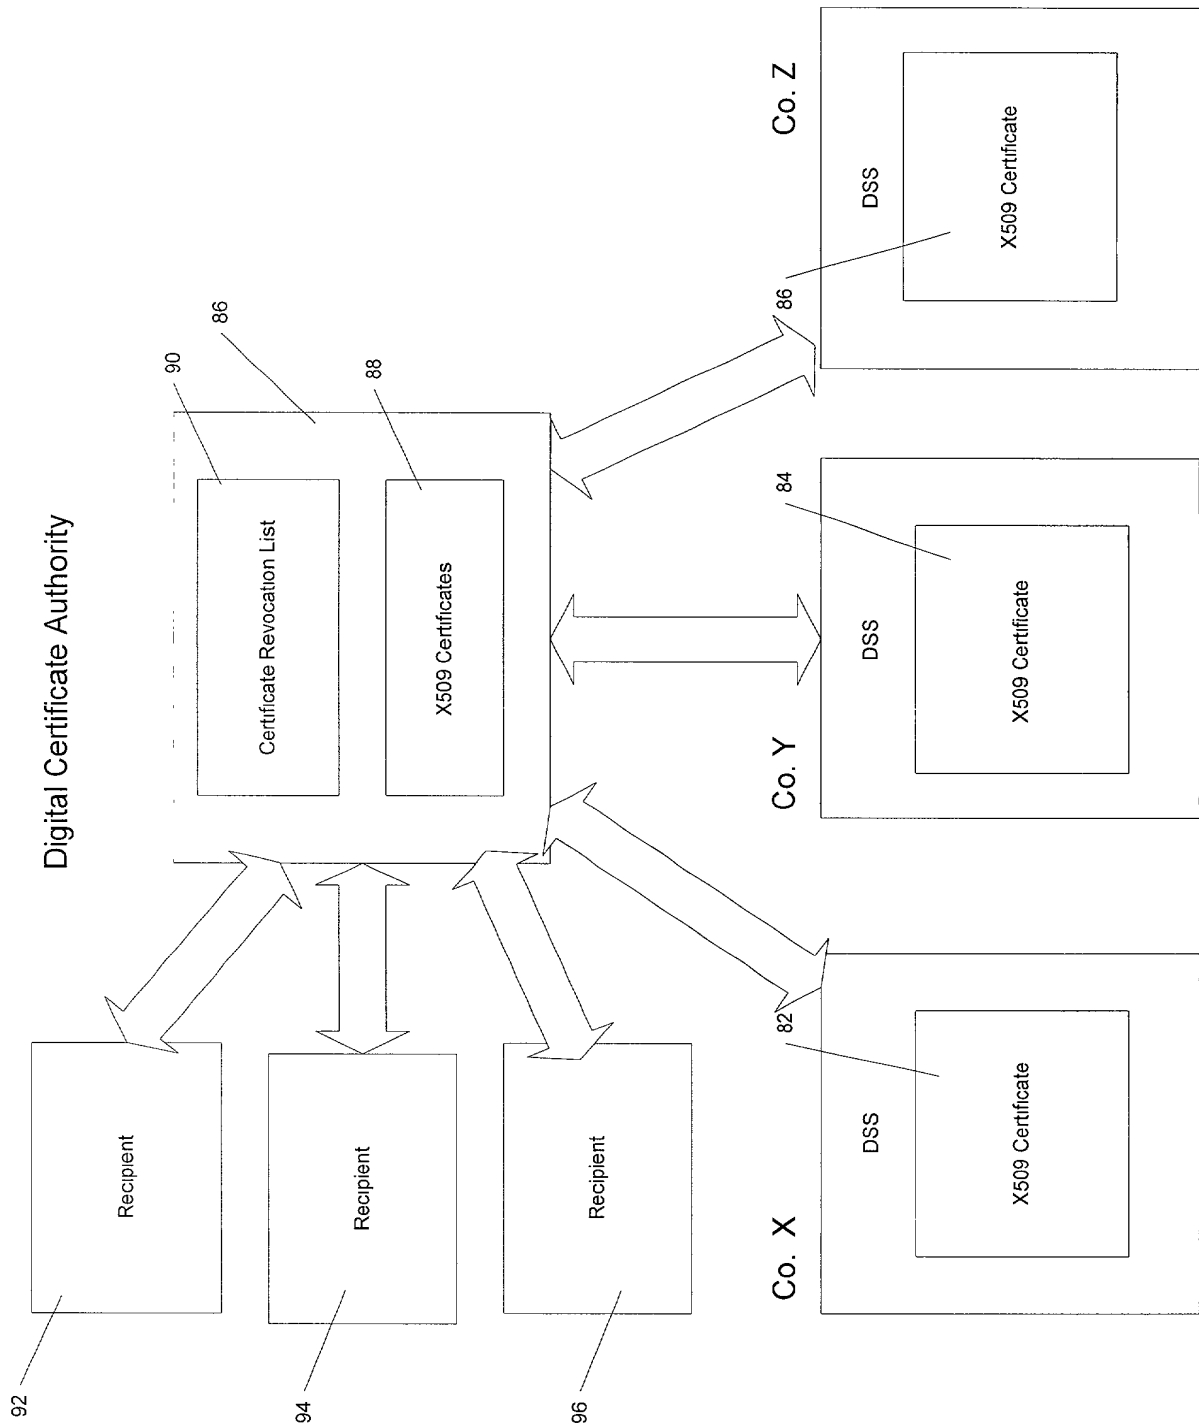 Digital Certificate Authority
92
Recipient
94
Recipient
96
Recipient
90
Certificate Revocation List
86
88
X509 Certificates
Co. X
82
DSS
X509 Certificate
Co. Y
84
DSS
X509 Certificate
Co. Z
86
DSS
X509 Certificate